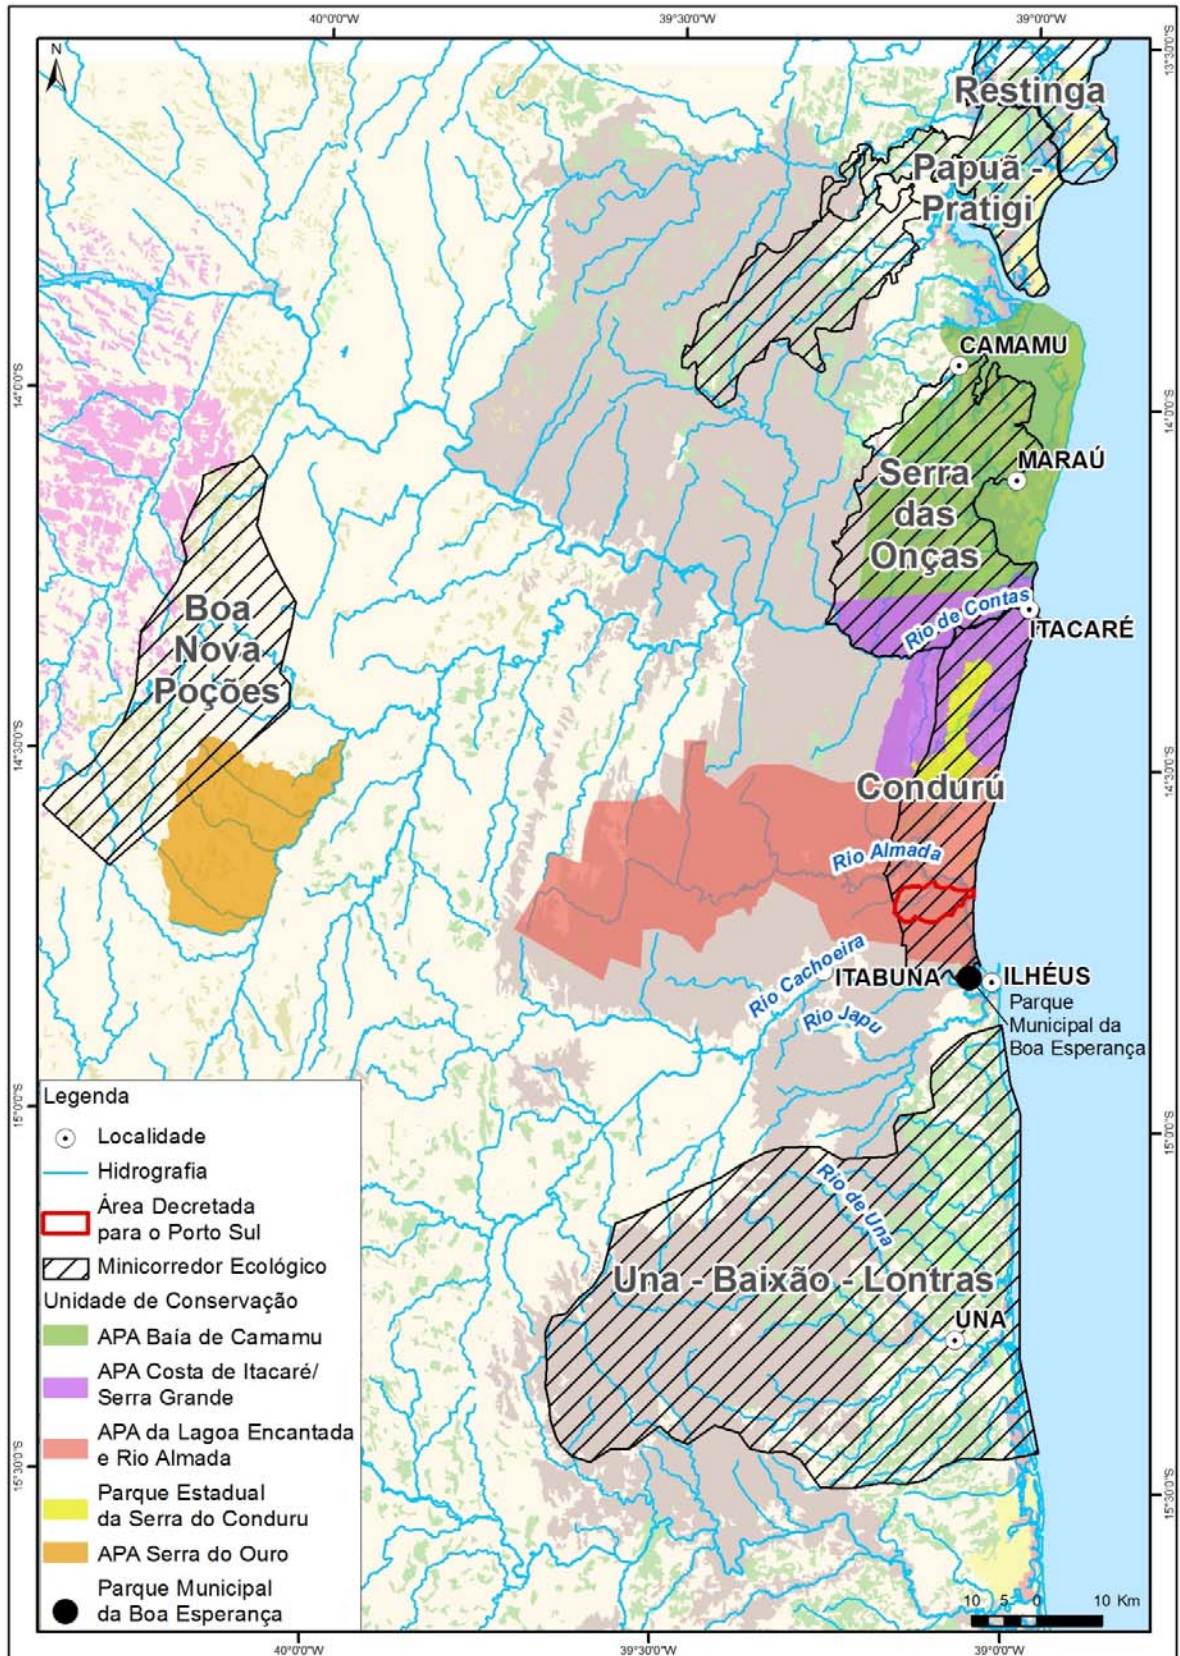 40°0'0"W
39°30'0"W
39°0'0"W
N
13°30'0"S
Restinga
Papuã -
Pratigi
14°0'0"S
14°0'0"S
CAMAMU
MARAÚ
Serra
das
Onças
Rio de Contas
ITACARÉ
Boa
Nova
Poções
14°30'0"S
14°30'0"S
Condurú
Rio Almada
Rio Cachoeira
ITABUNA
ILHÉUS
Rio Japu
Parque
Municipal da
Boa Esperança
15°0'0"S
15°0'0"S
Rio de Una
Una - Baixão - Lontras
UNA
15°30'0"S
15°30'0"S
Legenda
Localidade
Hidrografia
Área Decretada
para o Porto Sul
Minicorredor Ecológico
Unidade de Conservação
APA Baía de Camamu
APA Costa de Itacaré/
Serra Grande
APA da Lagoa Encantada
e Rio Almada
Parque Estadual
da Serra do Conduru
APA Serra do Ouro
Parque Municipal
da Boa Esperança
10 5 0 10 Km
40°0'0"W
39°30'0"W
39°0'0"W